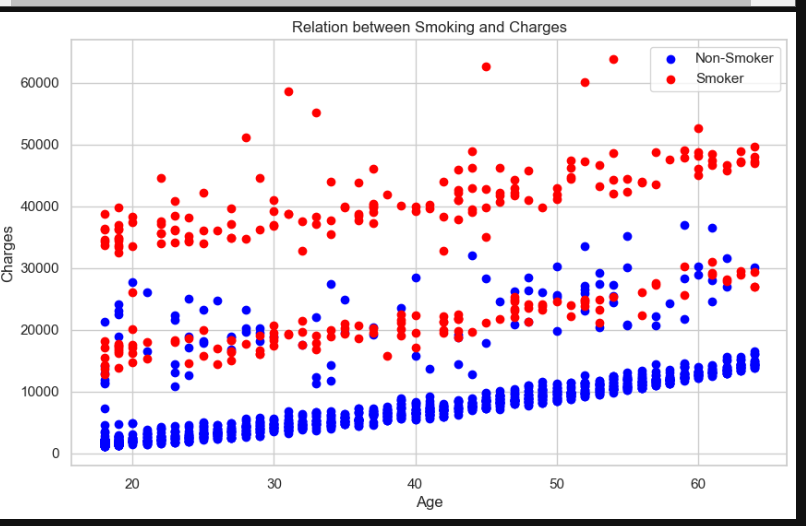 Relation between Smoking and Charges
Non-Smoker
Smoker
60000
50000
40000
30000
20000
10000
0
Charges
20 30 40 50 60
Age